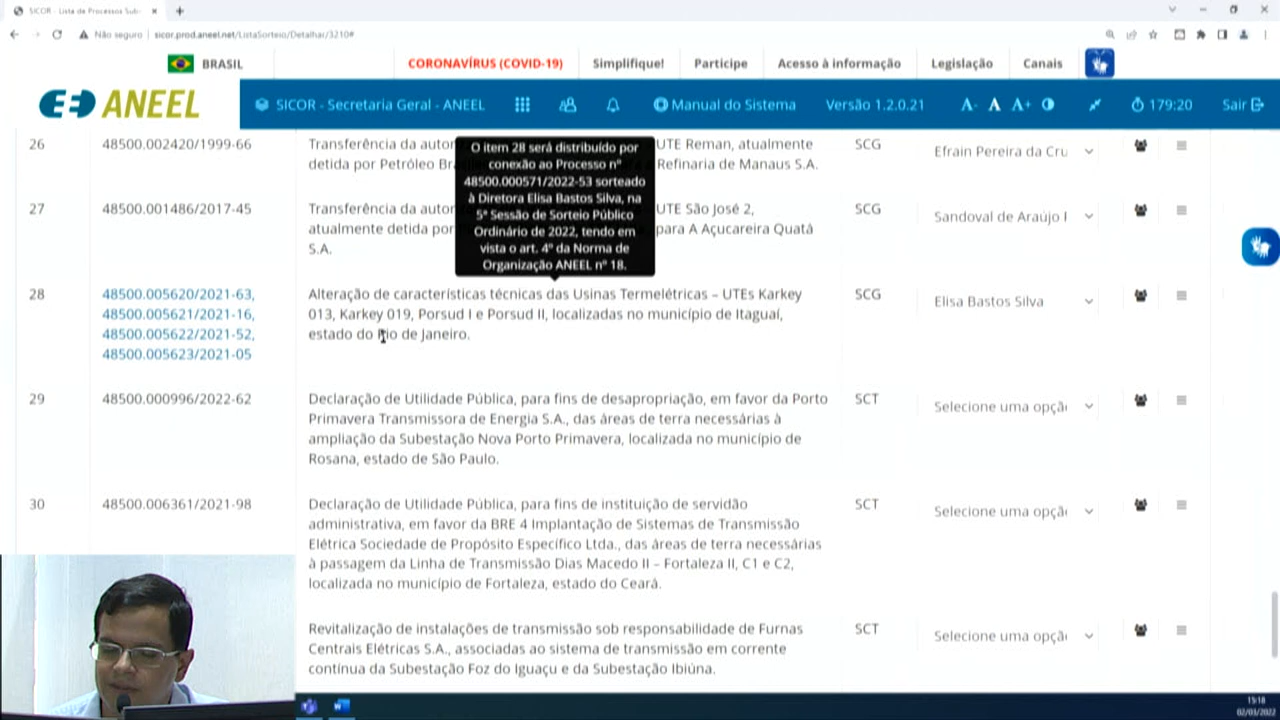 SICOR - Lista de Processos Sub
Não seguro
sicor.prod.aneel.net/ListaSorteio/Detalhar/3210#
BRASIL
CORONAVÍRUS (COVID-19)
Simplifique!
Participe
Acesso à informação
Legislação
Canais
ANEEL
SICOR - Secretaria Geral - ANEEL
Manual do Sistema
Versão 1.2.0.21
A-
A
A+
179:20
Sair
26
48500.002420/1999-66
Transferência da autor
UTE Reman, atualmente
detida por Petróleo Br
Refinaria de Manaus S.A.
SCG
Efrain Pereira da Cru
O item 28 será distribuído por
conexão ao Processo nº
48500.000571/2022-53 sorteado
à Diretora Elisa Bastos Silva, na
5ª Sessão de Sorteio Público
Ordinário de 2022, tendo em
vista o art. 4º da Norma de
Organização ANEEL nº 18.
27
48500.001486/2017-45
Transferência da autor
UTE São José 2,
atualmente detida por
para A Açucareira Quatá
S.A.
SCG
Sandoval de Araújo F
28
48500.005620/2021-63,
48500.005621/2021-16,
48500.005622/2021-52,
48500.005623/2021-05
Alteração de características técnicas das Usinas Termelétricas – UTEs Karkey
013, Karkey 019, Porsud I e Porsud II, localizadas no município de Itaguaí,
estado do Rio de Janeiro.
SCG
Elisa Bastos Silva
29
48500.000996/2022-62
Declaração de Utilidade Pública, para fins de desapropriação, em favor da Porto
Primavera Transmissora de Energia S.A., das áreas de terra necessárias à
ampliação da Subestação Nova Porto Primavera, localizada no município de
Rosana, estado de São Paulo.
SCT
Selecione uma opçã
30
48500.006361/2021-98
Declaração de Utilidade Pública, para fins de instituição de servidão
administrativa, em favor da BRE 4 Implantação de Sistemas de Transmissão
Elétrica Sociedade de Propósito Específico Ltda., das áreas de terra necessárias
à passagem da Linha de Transmissão Dias Macedo II – Fortaleza II, C1 e C2,
localizada no município de Fortaleza, estado do Ceará.
SCT
Selecione uma opçã
Revitalização de instalações de transmissão sob responsabilidade de Furnas
Centrais Elétricas S.A., associadas ao sistema de transmissão em corrente
contínua da Subestação Foz do Iguaçu e da Subestação Ibiúna.
SCT
Selecione uma opçã
15:18
02/03/2022